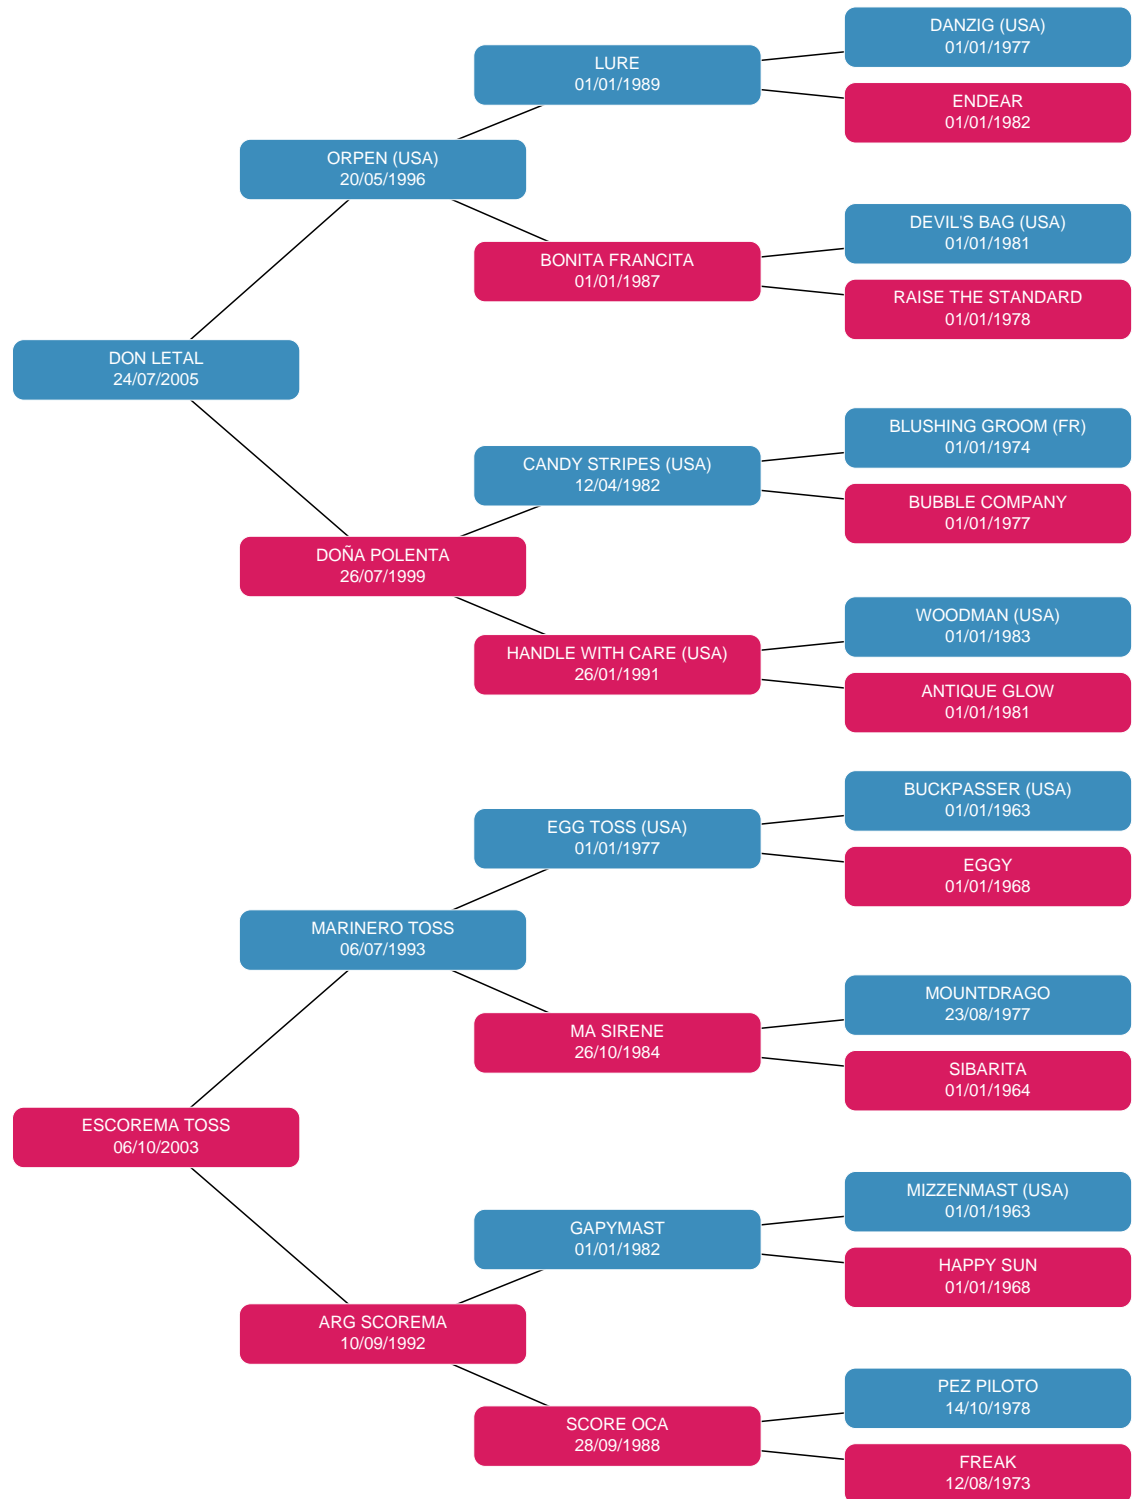 DANZIG (USA)
01/01/1977
LURE
01/01/1989
ENDEAR
01/01/1982
ORPEN (USA)
20/05/1996
DEVIL'S BAG (USA)
01/01/1981
BONITA FRANCITA
01/01/1987
RAISE THE STANDARD
01/01/1978
DON LETAL
24/07/2005
BLUSHING GROOM (FR)
01/01/1974
CANDY STRIPES (USA)
12/04/1982
BUBBLE COMPANY
01/01/1977
DOÑA POLENTA
26/07/1999
WOODMAN (USA)
01/01/1983
HANDLE WITH CARE (USA)
26/01/1991
ANTIQUE GLOW
01/01/1981
BUCKPASSER (USA)
01/01/1963
EGG TOSS (USA)
01/01/1977
EGGY
01/01/1968
MARINERO TOSS
06/07/1993
MOUNTDRAGO
23/08/1977
MA SIRENE
26/10/1984
SIBARITA
01/01/1964
ESCOREMA TOSS
06/10/2003
MIZZENMAST (USA)
01/01/1963
GAPYMAST
01/01/1982
HAPPY SUN
01/01/1968
ARG SCOREMA
10/09/1992
PEZ PILOTO
14/10/1978
SCORE OCA
28/09/1988
FREAK
12/08/1973